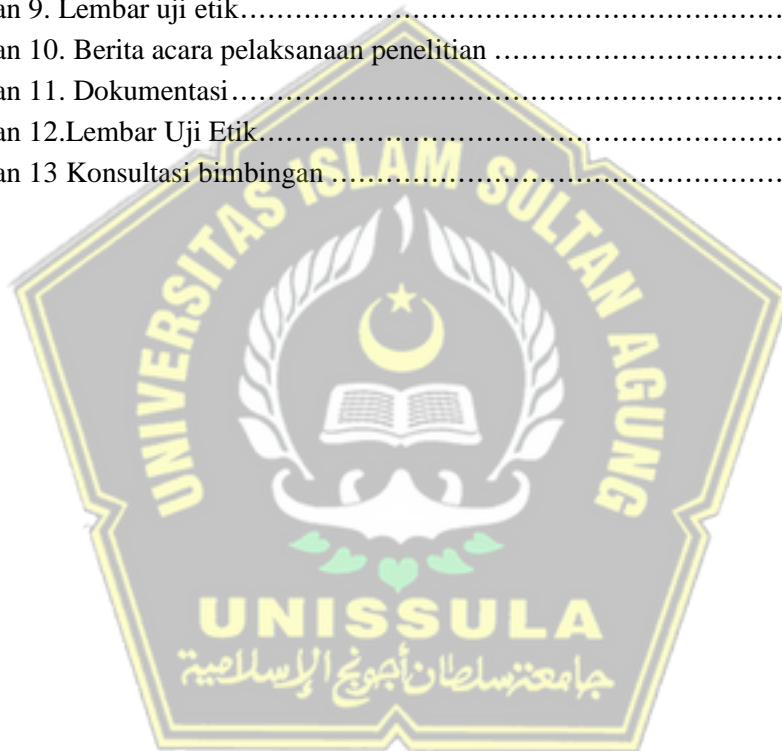 an 9. Lembar uji etik
an 10. Berita acara pelaksanaan penelitian
an 11. Dokumentasi
an 12.Lembar Uji Etik
an 13 Konsultasi bimbingan
UNIVERSITAS ISLAM SULTAN AGUNG
UNISSULA
جامعة سلطان أجونج الإسلامية